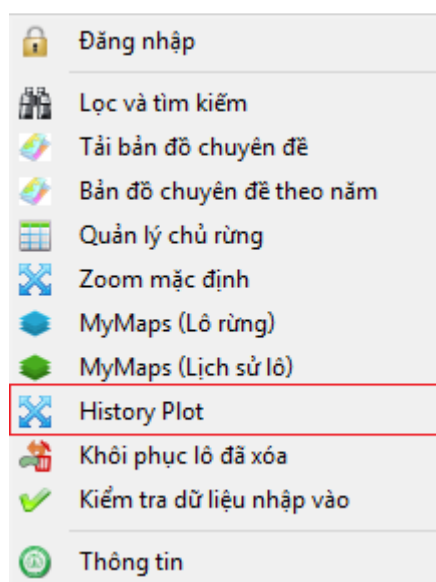 Đăng nhập
Lọc và tìm kiếm
Tải bản đồ chuyên đề
Bản đồ chuyên đề theo năm
Quản lý chủ rừng
Zoom mặc định
MyMaps (Lô rừng)
MyMaps (Lịch sử lô)
History Plot
Khôi phục lô đã xóa
Kiểm tra dữ liệu nhập vào
Thông tin